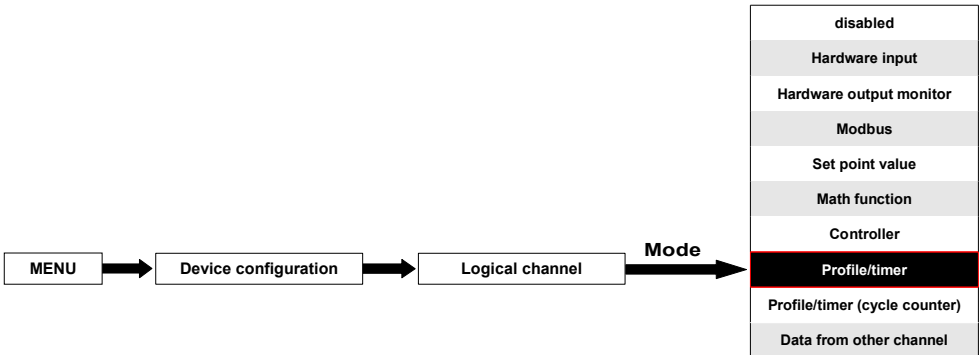 disabled
Hardware input
Hardware output monitor
Modbus
Set point value
Math function
Controller
MENU
Device configuration
Logical channel
Mode
Profile/timer
Profile/timer (cycle counter)
Data from other channel